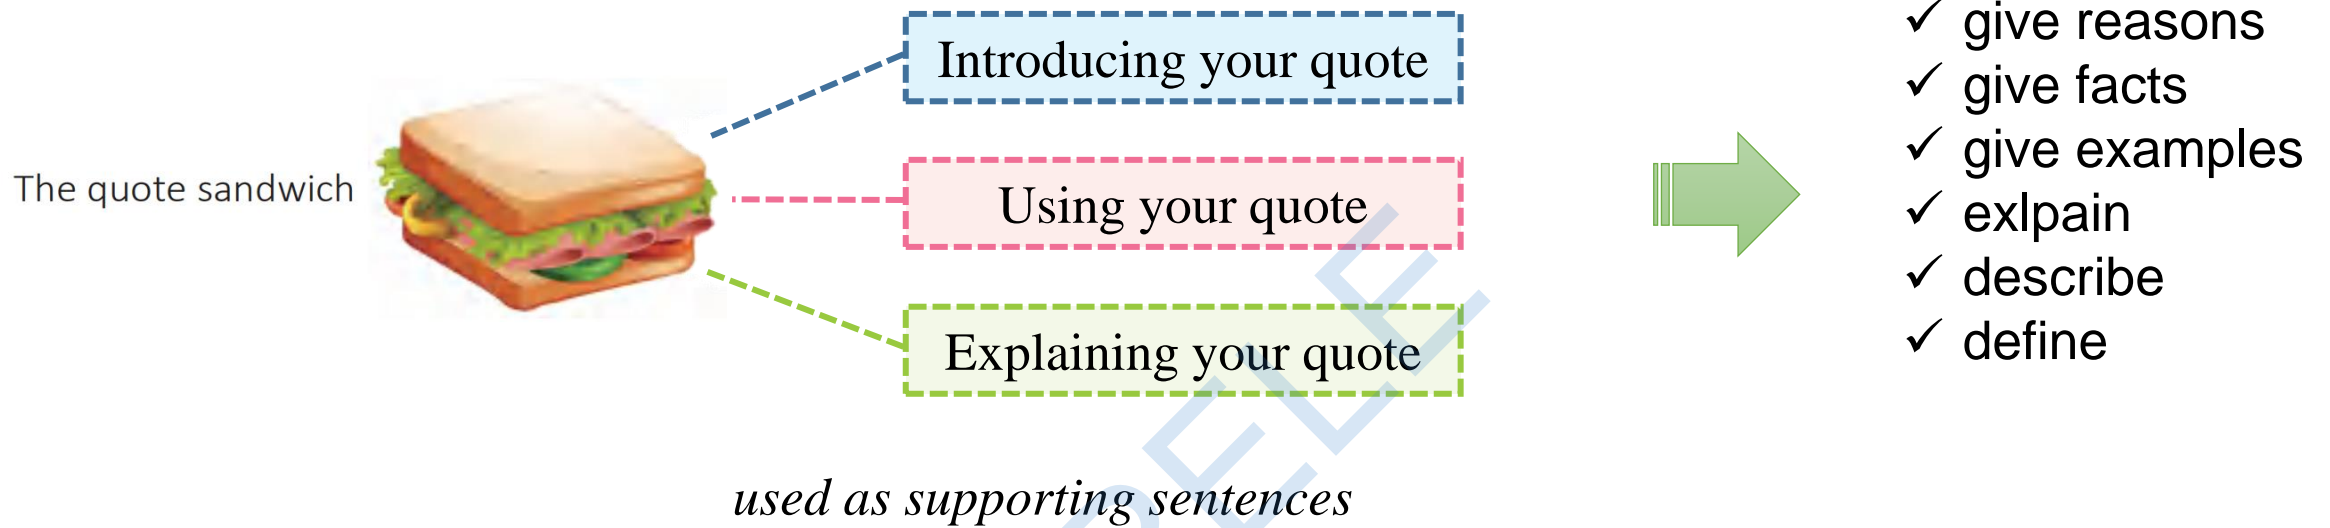 The quote sandwich
Introducing your quote
Using your quote
Explaining your quote
used as supporting sentences
✓ give reasons
✓ give facts
✓ give examples
✓ exlpain
✓ describe
✓ define